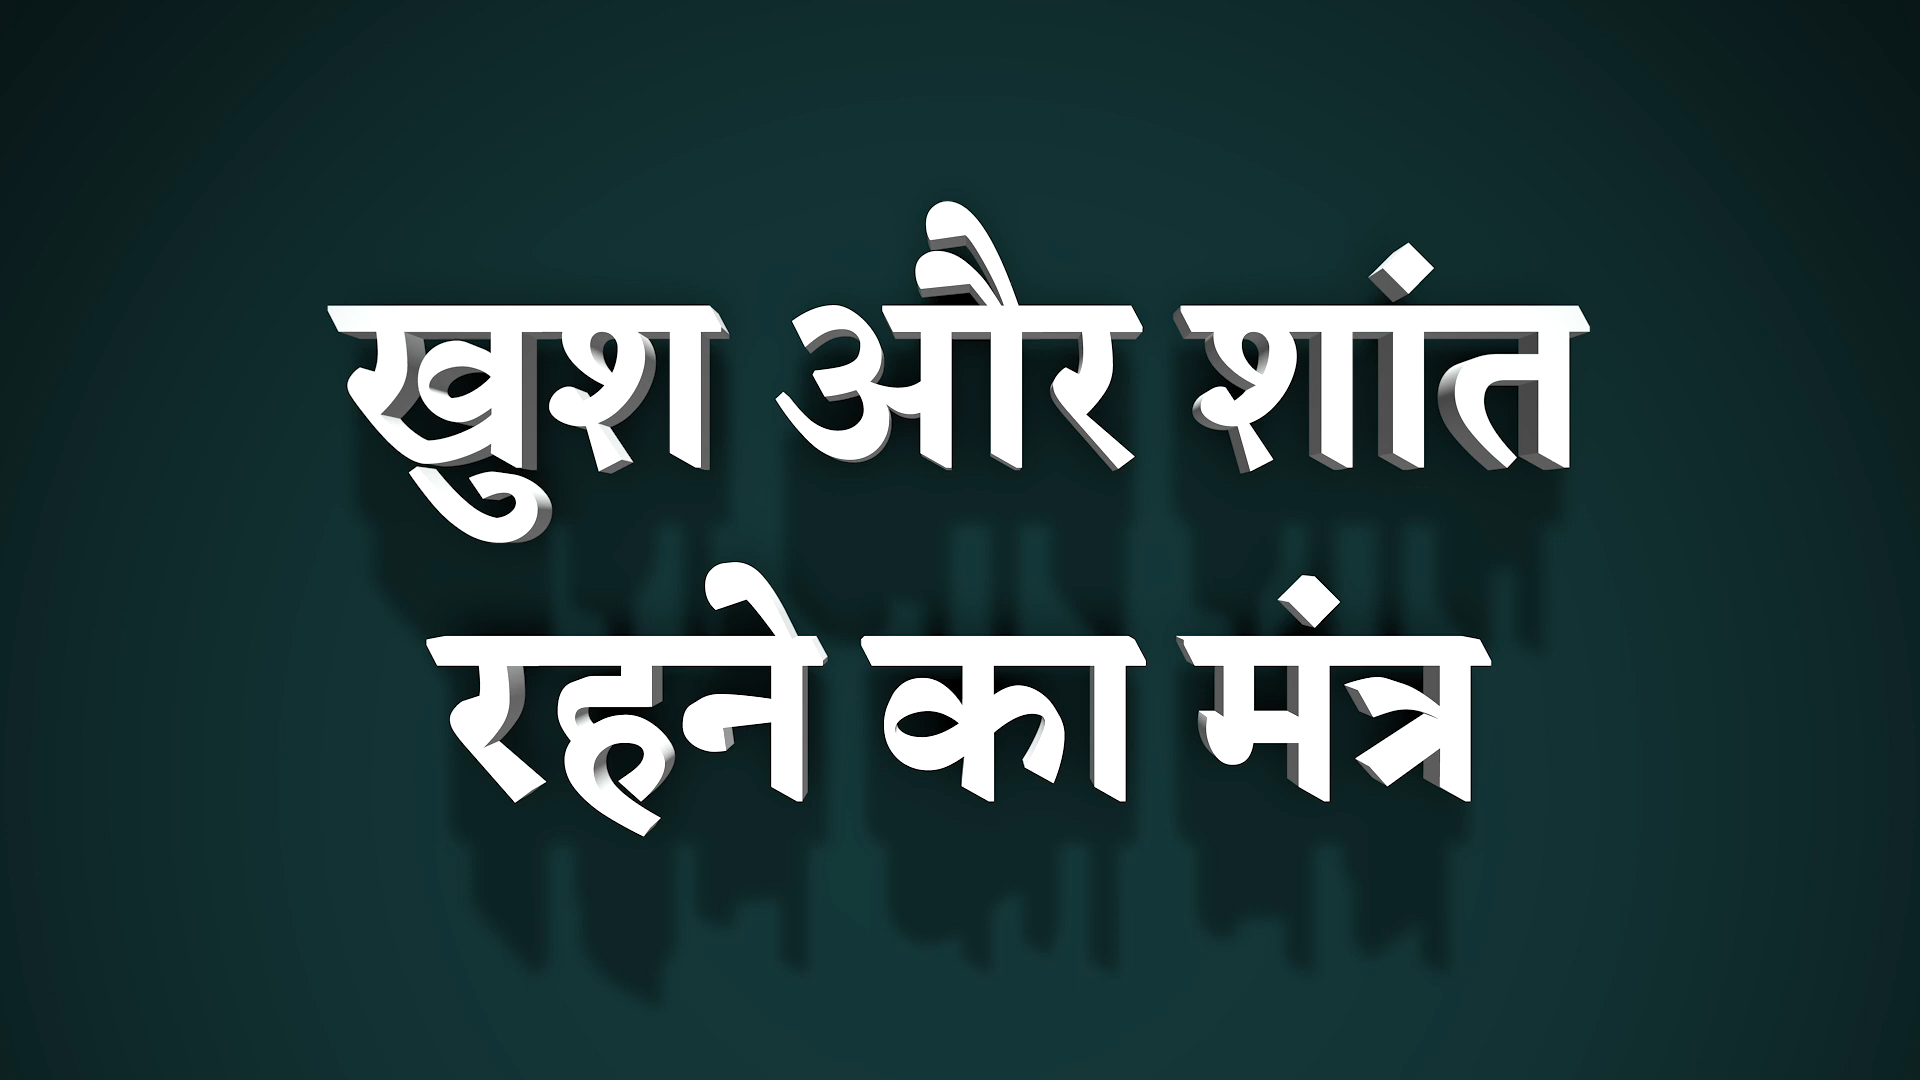 खुश और शांत
रहने का मंत्र